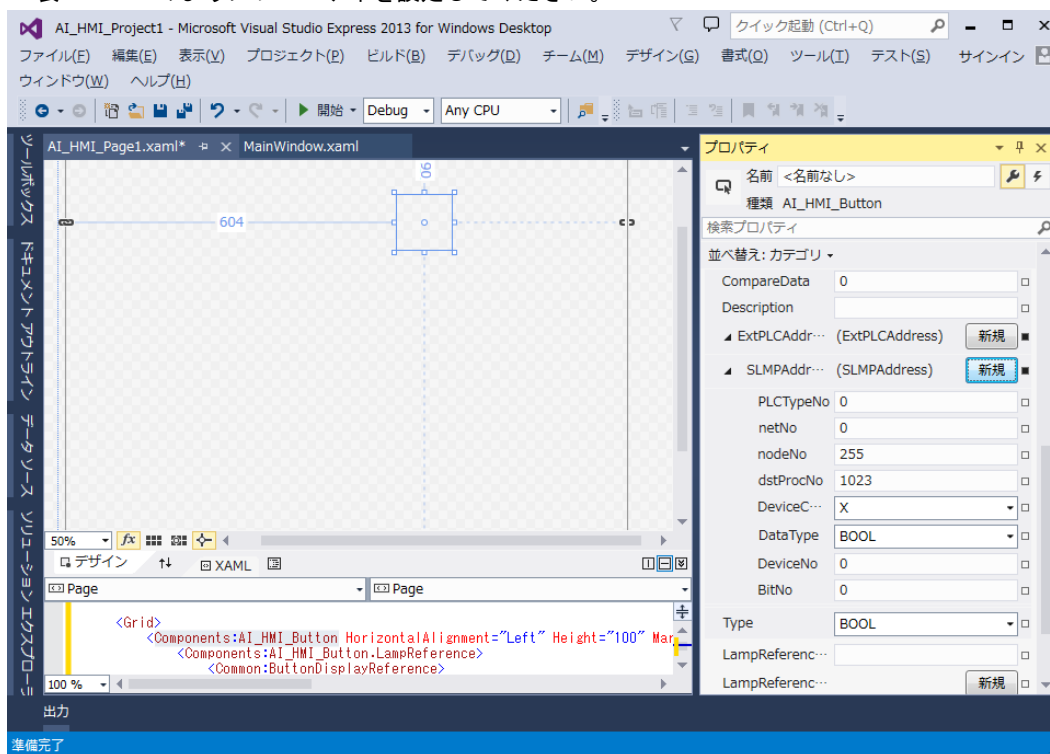 AI_HMI_Project1 - Microsoft Visual Studio Express 2013 for Windows Desktop
クイック起動 (Ctrl+Q)
ファイル(F) 編集(E) 表示(V) プロジェクト(P) ビルド(B) デバッグ(D) チーム(M) デザイン(G) 書式(O) ツール(T) テスト(S) サインイン
ウィンドウ(W) ヘルプ(H)
開始 Debug Any CPU
ツールボックス
ドキュメント アウトライン
データ ソース
ソリューション エクスプローラ
AI_HMI_Page1.xaml* MainWindow.xaml
90
604
50%
デザイン XAML
Page Page
<Grid>
<Components:AI_HMI_Button HorizontalAlignment="Left" Height="100" Mar
<Components:AI_HMI_Button.LampReference>
<Common:ButtonDisplayReference>
100 %
プロパティ
名前 <名前なし>
種類 AI_HMI_Button
検索プロパティ
並べ替え: カテゴリ
CompareData 0
Description
ExtPLCAddr… (ExtPLCAddress) 新規
SLMPAddr… (SLMPAddress) 新規
PLCTypeNo 0
netNo 0
nodeNo 255
dstProcNo 1023
DeviceC… X
DataType BOOL
DeviceNo 0
BitNo 0
Type BOOL
LampReferenc…
LampReferenc… 新規
出力
準備完了